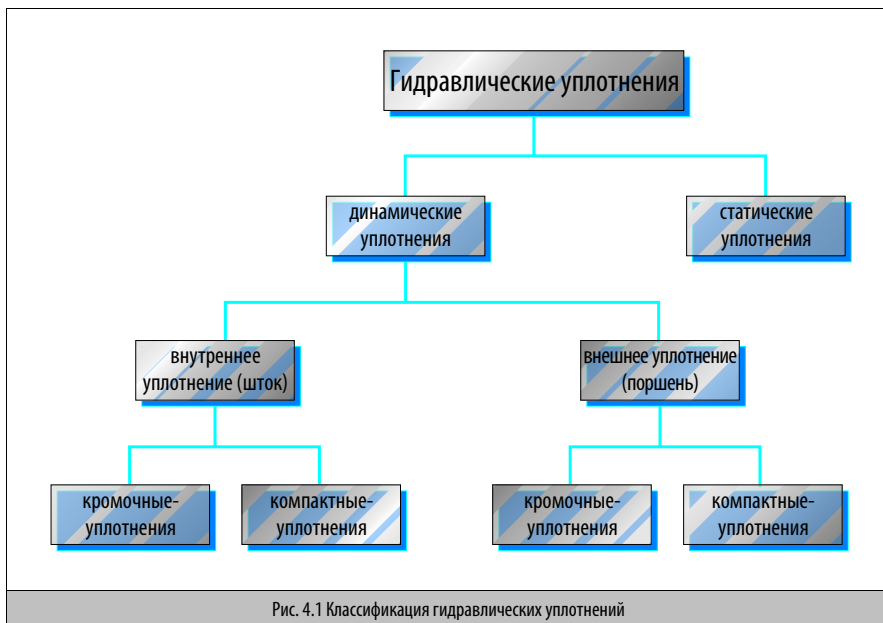 Гидравлические уплотнения
динамические
уплотнения
статические
уплотнения
внутреннее
уплотнение (шток)
внешнее уплотнение
(поршень)
кромочные-
уплотнения
компактные-
уплотнения
кромочные-
уплотнения
компактные-
уплотнения
Рис. 4.1 Классификация гидравлических уплотнений